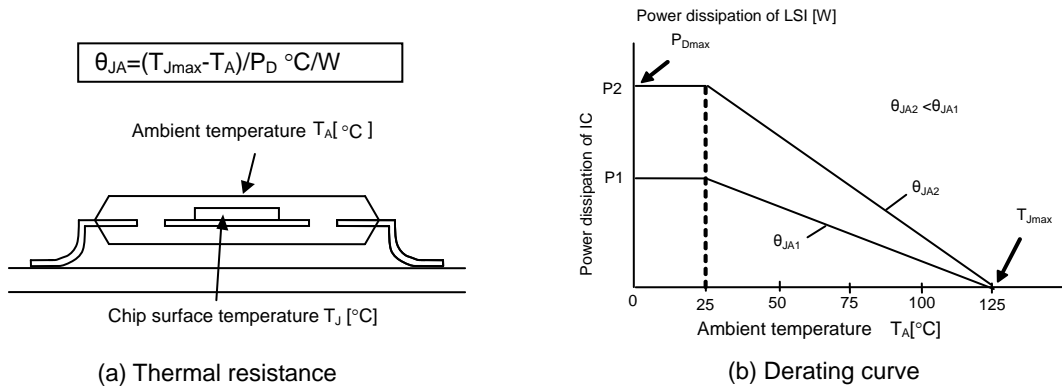 θJA=(TJmax-TA)/PD °C/W
Ambient temperature TA[°C]
Chip surface temperature TJ [°C]
(a) Thermal resistance
Power dissipation of LSI [W]
PDmax
P2
θJA2 <θJA1
P1
θJA2
TJmax
θJA1
Power dissipation of IC
0 25 50 75 100 125
Ambient temperature TA[°C]
(b) Derating curve